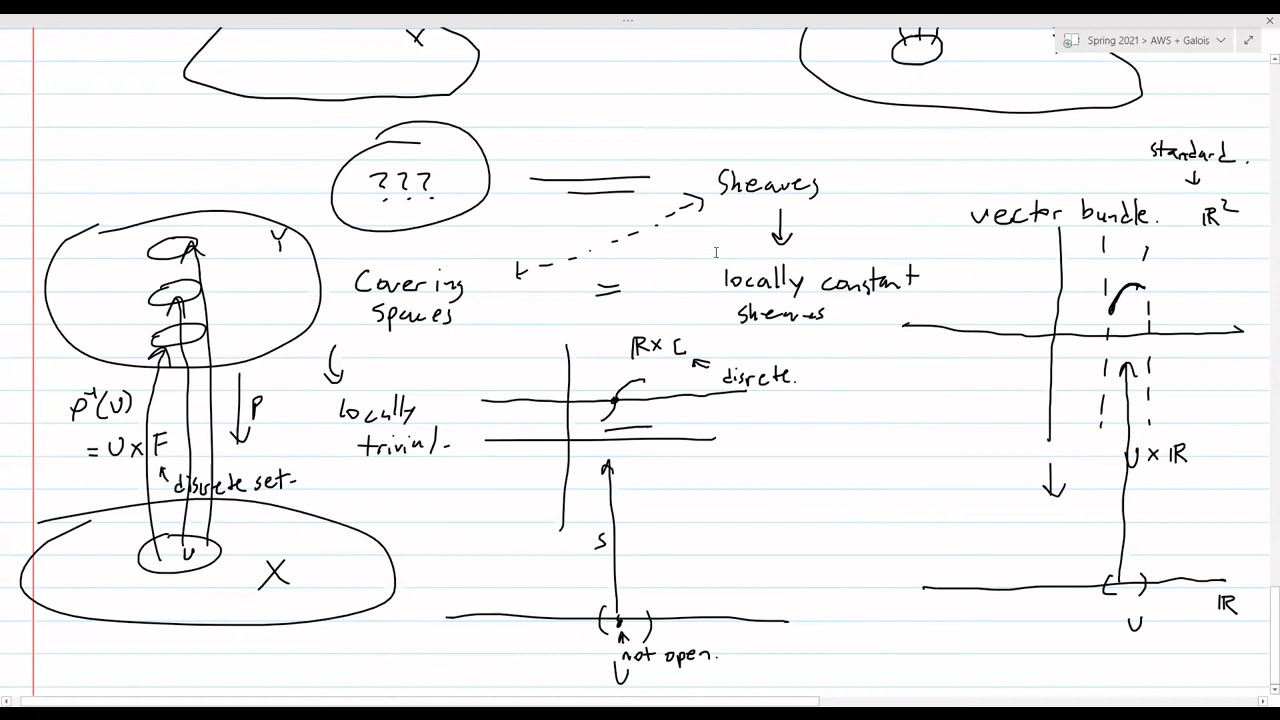 Spring 2021 > AWS + Galois
X
???
Sheaves
standard.
vector bundle. ℝ²
Y
Covering
spaces
=
locally constant
sheaves
ℝ × C
discrete.
p⁻¹(U)
= U × F
P
locally
trivial.
discrete set
U × ℝ
s
U
X
not open.
U
ℝ
U